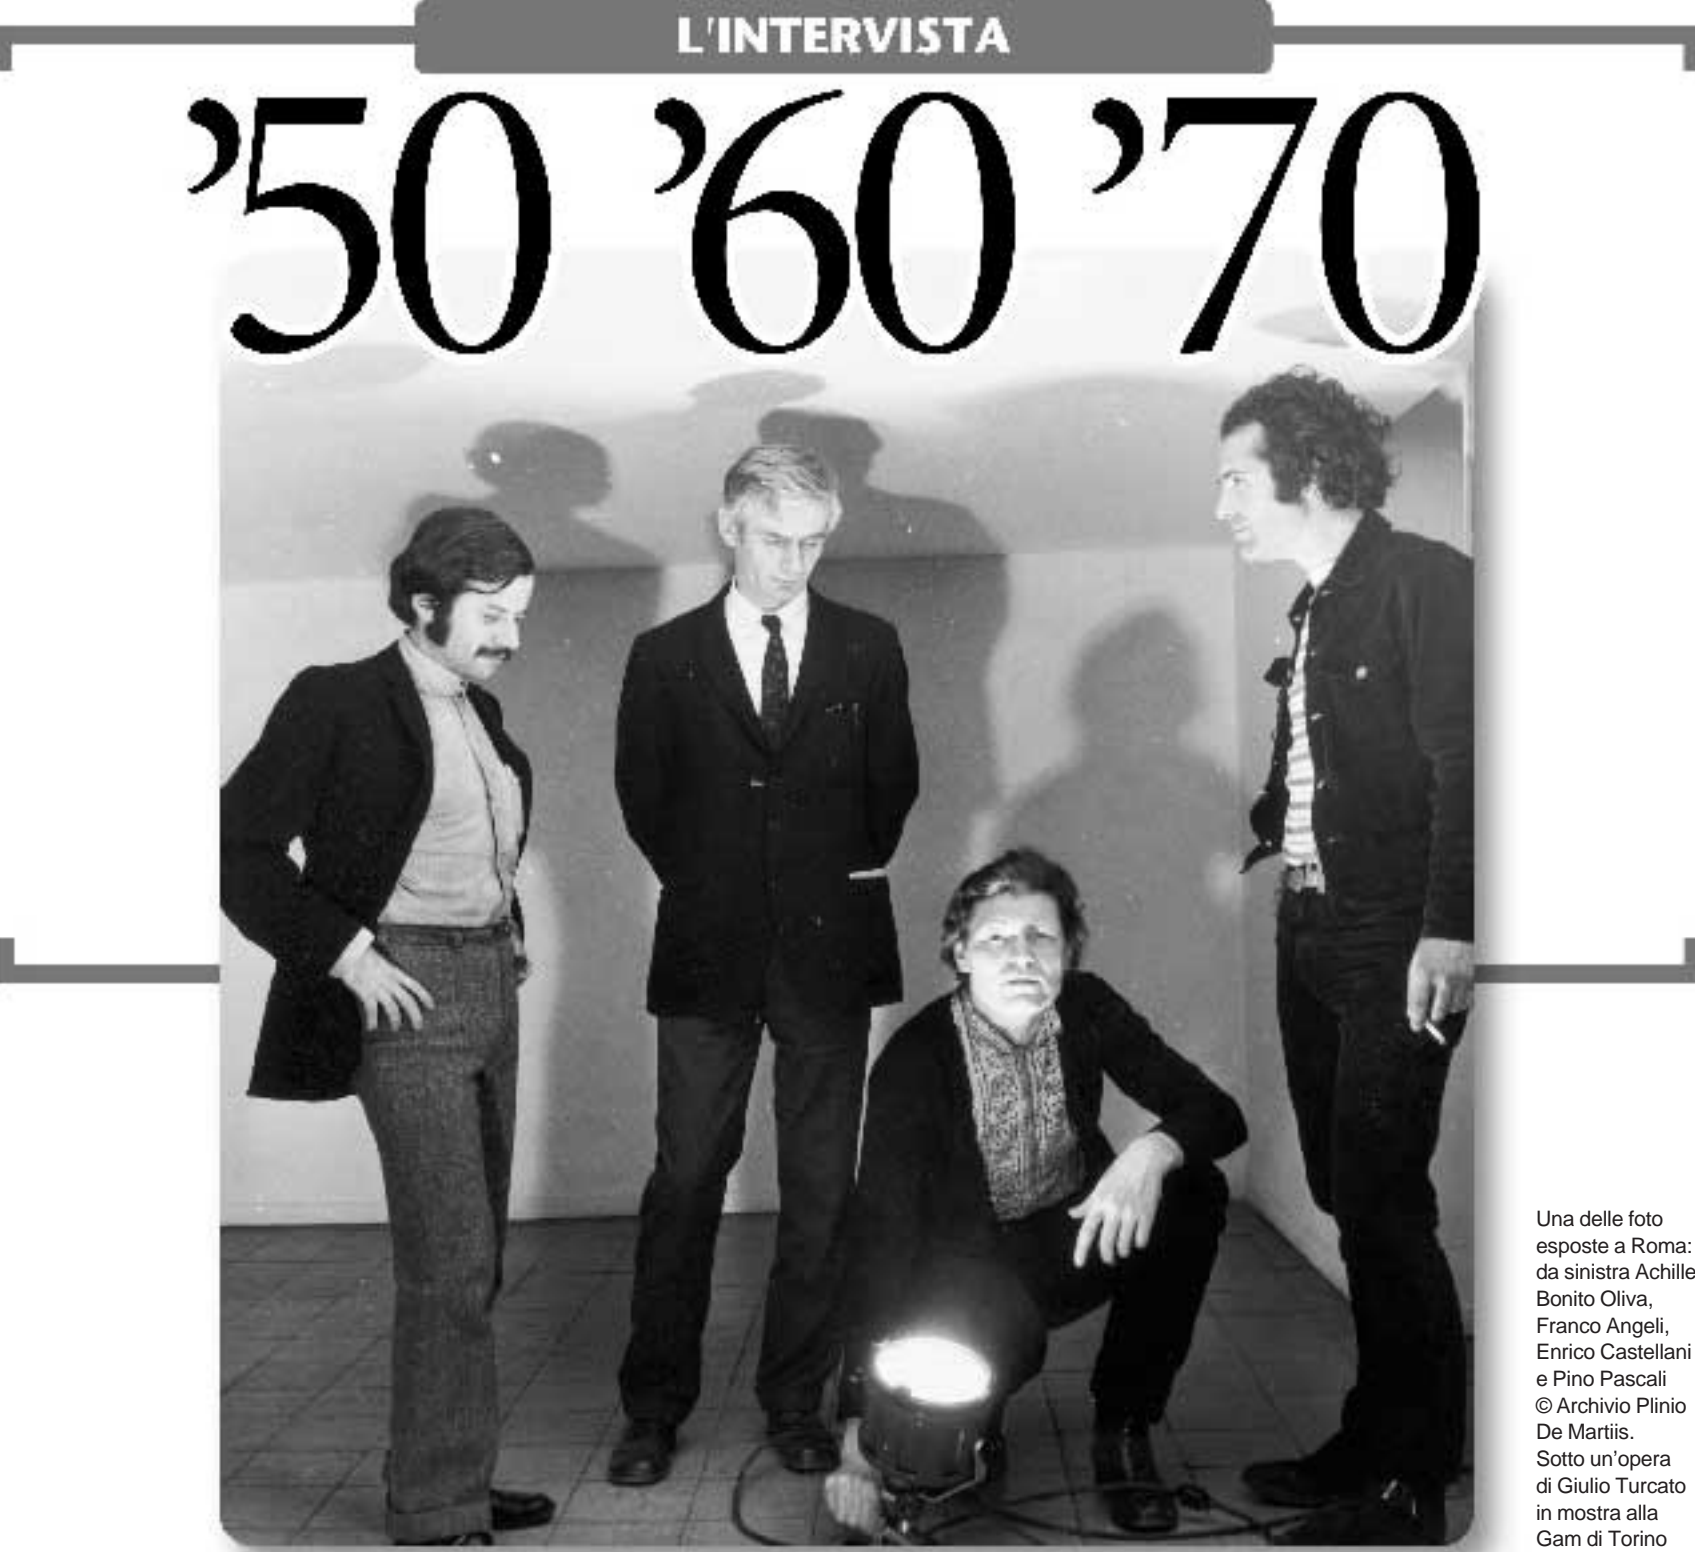 L'INTERVISTA
’50 ’60 ’70
Una delle foto
esposte a Roma:
da sinistra Achille
Bonito Oliva,
Franco Angeli,
Enrico Castellani
e Pino Pascali
© Archivio Plinio
De Martiis.
Sotto un’opera
di Giulio Turcato
in mostra alla
Gam di Torino